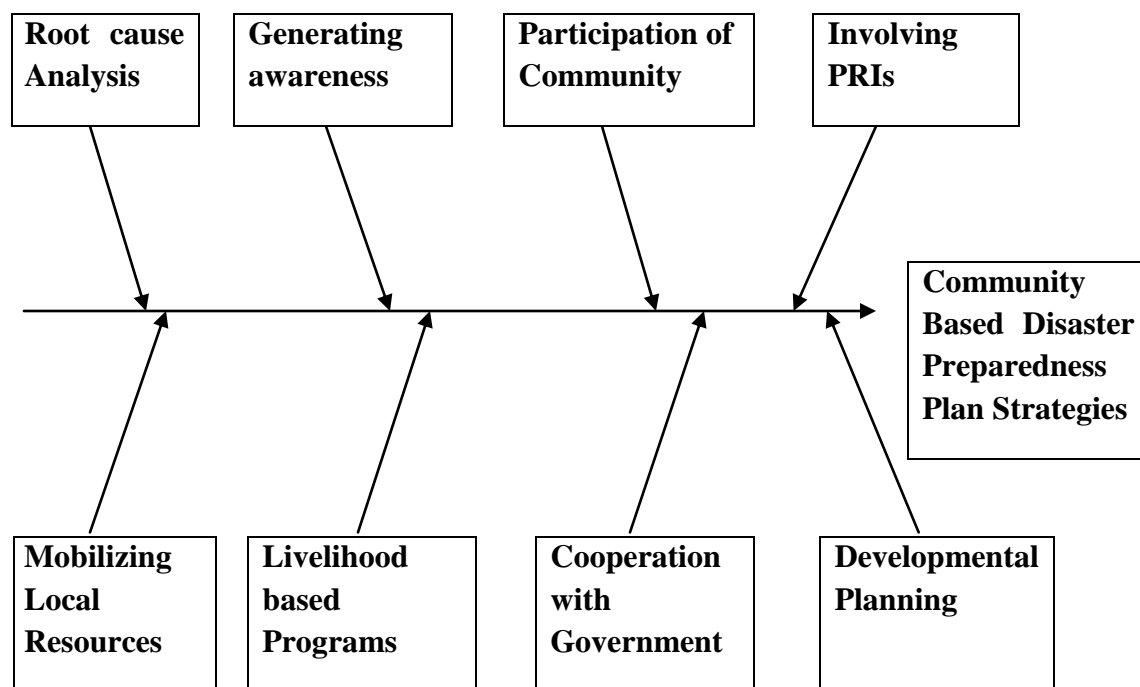 Root cause
Analysis
Generating
awareness
Participation of
Community
Involving
PRIs
Community
Based Disaster
Preparedness
Plan Strategies
Mobilizing
Local
Resources
Livelihood
based
Programs
Cooperation
with
Government
Developmental
Planning